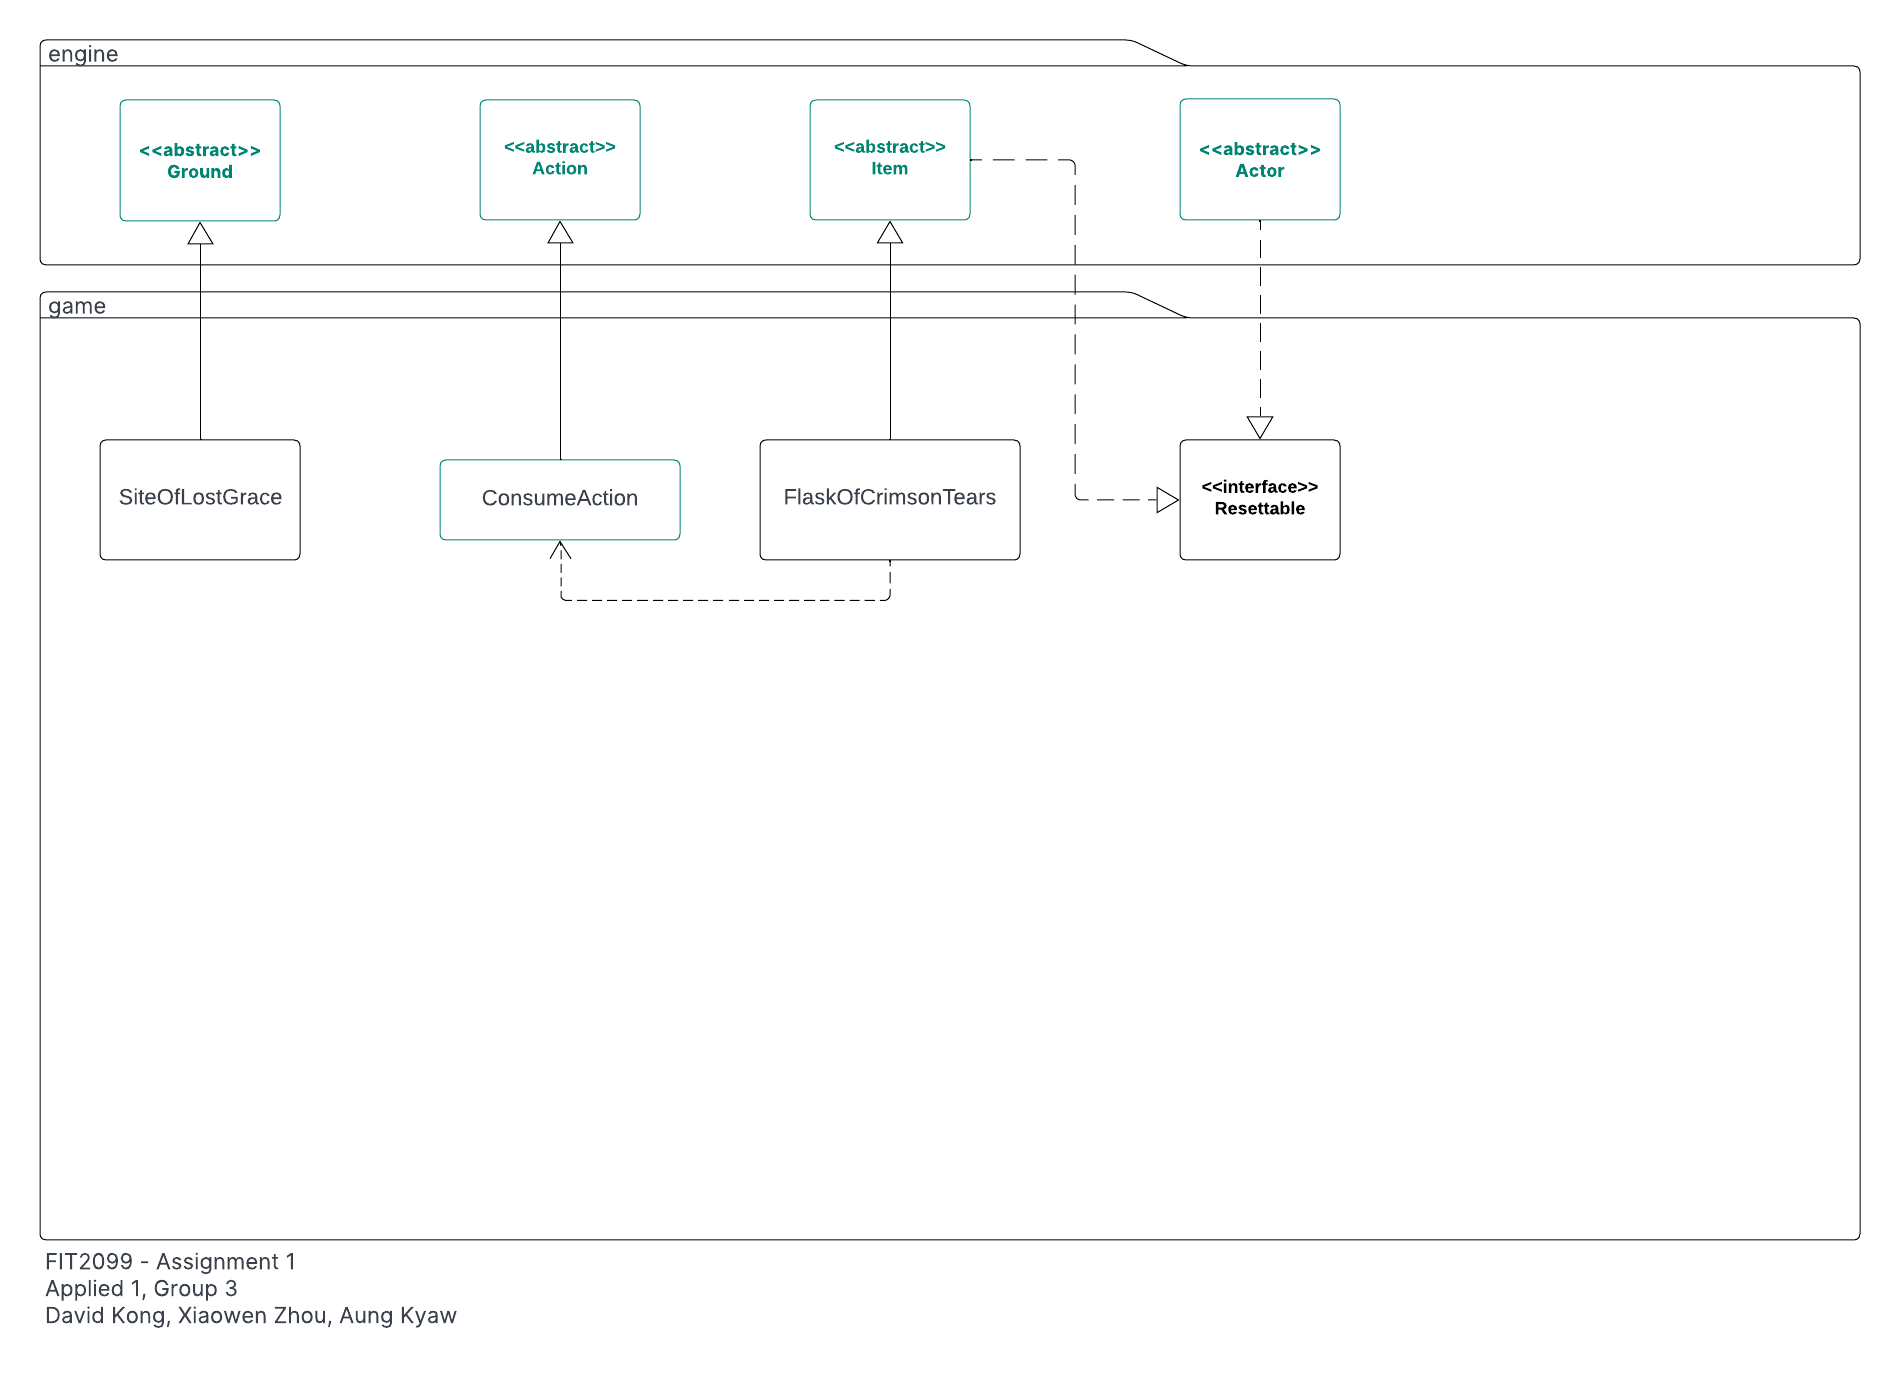 engine
<<abstract>>
Ground
<<abstract>>
Action
<<abstract>>
Item
<<abstract>>
Actor
game
SiteOfLostGrace
ConsumeAction
FlaskOfCrimsonTears
<<interface>>
Resettable
FIT2099 - Assignment 1
Applied 1, Group 3
David Kong, Xiaowen Zhou, Aung Kyaw